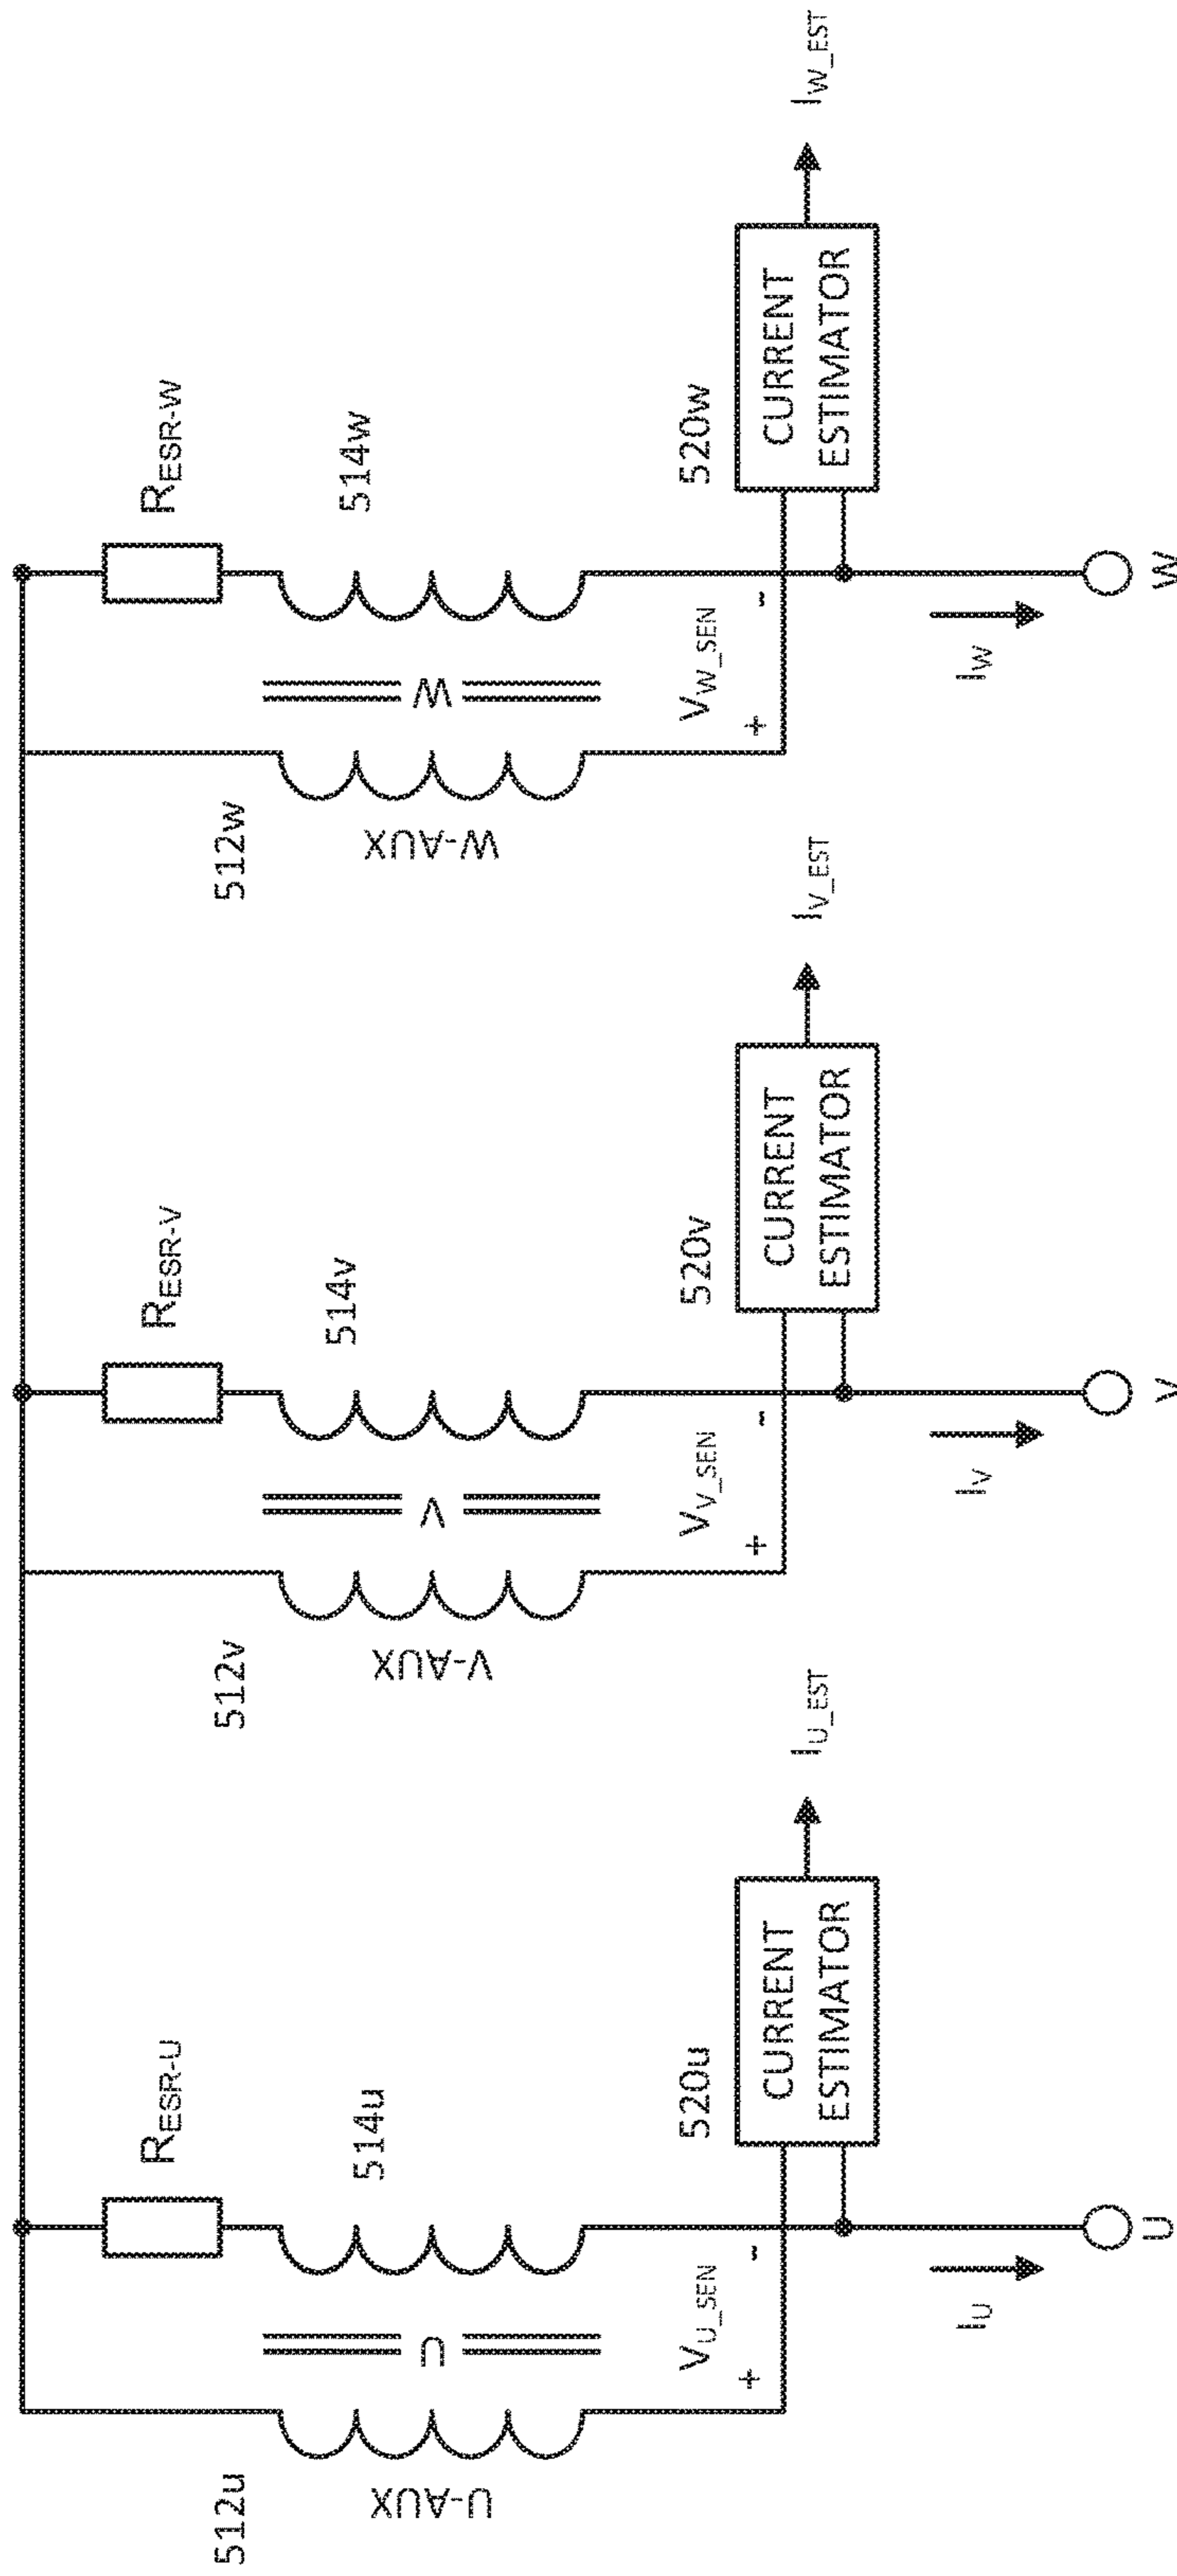 R_ESR-U
R_ESR-V
R_ESR-W
512u
514u
512v
514v
512w
514w
U-AUX
U
V-AUX
V
W-AUX
W
V_U_SEN
520u
V_V_SEN
520v
V_W_SEN
520w
+ -
+ -
+ -
CURRENT
ESTIMATOR
I_U_EST
CURRENT
ESTIMATOR
I_V_EST
CURRENT
ESTIMATOR
I_W_EST
I_U
I_V
I_W
U
V
W